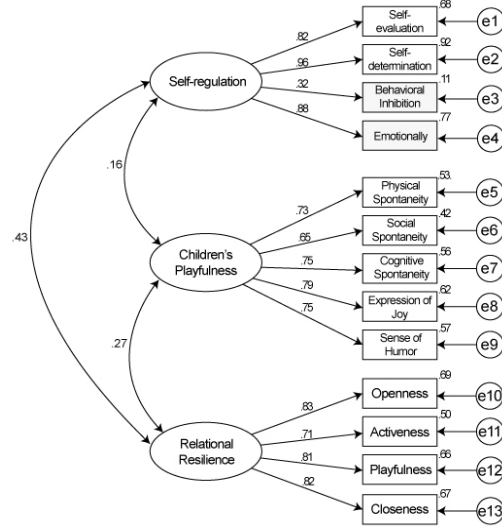 .68
Self-
evaluation
e1
.82
.92
Self-
determination
e2
.96
Self-regulation
.11
Behavioral
Inhibition
e3
.32
.77
Emotionally
e4
.88
.16
.53
Physical
Spontaneity
e5
.73
.42
Social
Spontaneity
e6
.65
.43
Children's
Playfulness
.56
Cognitive
Spontaneity
e7
.75
.62
Expression of
Joy
e8
.79
.57
Sense of
Humor
e9
.75
.27
.69
Openness
e10
.83
.50
Activeness
e11
.71
Relational
Resilience
.66
Playfulness
e12
.81
.67
Closeness
e13
.82